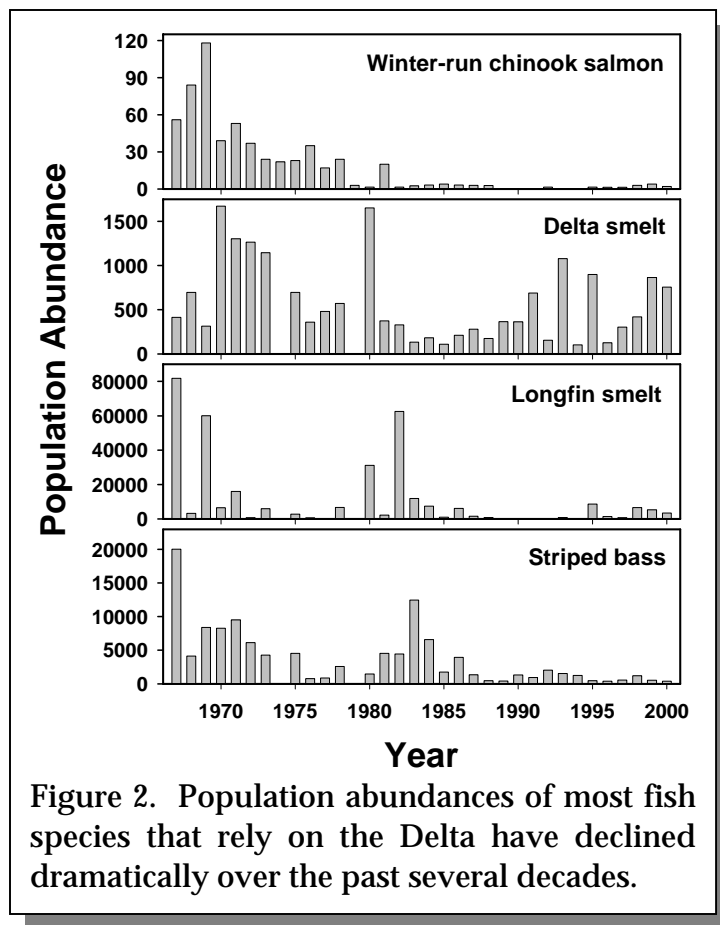 120
90
60
30
0
Winter-run chinook salmon
1500
1000
500
0
Delta smelt
80000
60000
40000
20000
0
Longfin smelt
20000
15000
10000
5000
0
Striped bass
Population Abundance
1970 1975 1980 1985 1990 1995 2000
Year
Figure 2. Population abundances of most fish
species that rely on the Delta have declined
dramatically over the past several decades.